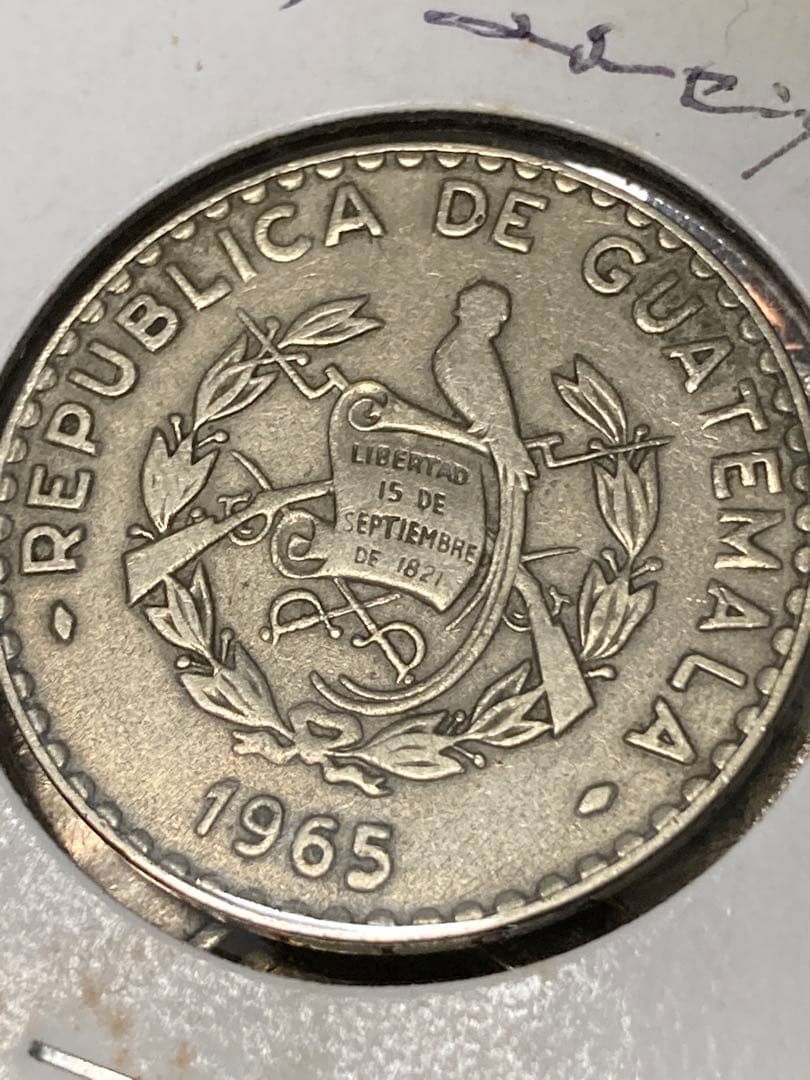 REPUBLICA DE GUATEMALA
LIBERTAD
15 DE
SEPTIEMBRE
DE 1821
1965